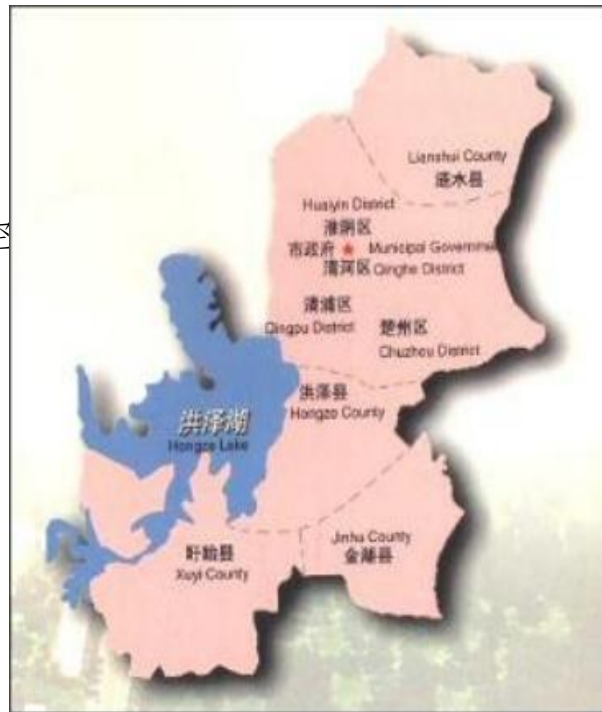 Lianshui County
涟水县
Huaiyin District
淮阴区
市政府 ★ Municipal Governme
清河区 Qinghe District
清浦区
Qingpu District
楚州区
Chuzhou District
洪泽县
Hongze County
洪泽湖
Hongze Lake
盱眙县
Xuyi County
Jinhu County
金湖县